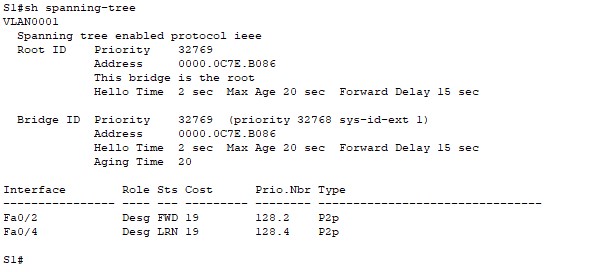 S1#sh spanning-tree
VLAN0001
  Spanning tree enabled protocol ieee
  Root ID    Priority    32769
             Address     0000.0C7E.B086
             This bridge is the root
             Hello Time  2 sec  Max Age 20 sec  Forward Delay 15 sec

  Bridge ID  Priority    32769  (priority 32768 sys-id-ext 1)
             Address     0000.0C7E.B086
             Hello Time  2 sec  Max Age 20 sec  Forward Delay 15 sec
             Aging Time  20

Interface        Role Sts Cost      Prio.Nbr Type
---------------- ---- --- --------- -------- --------------------------------
Fa0/2            Desg FWD 19        128.2    P2p
Fa0/4            Desg LRN 19        128.4    P2p

S1#